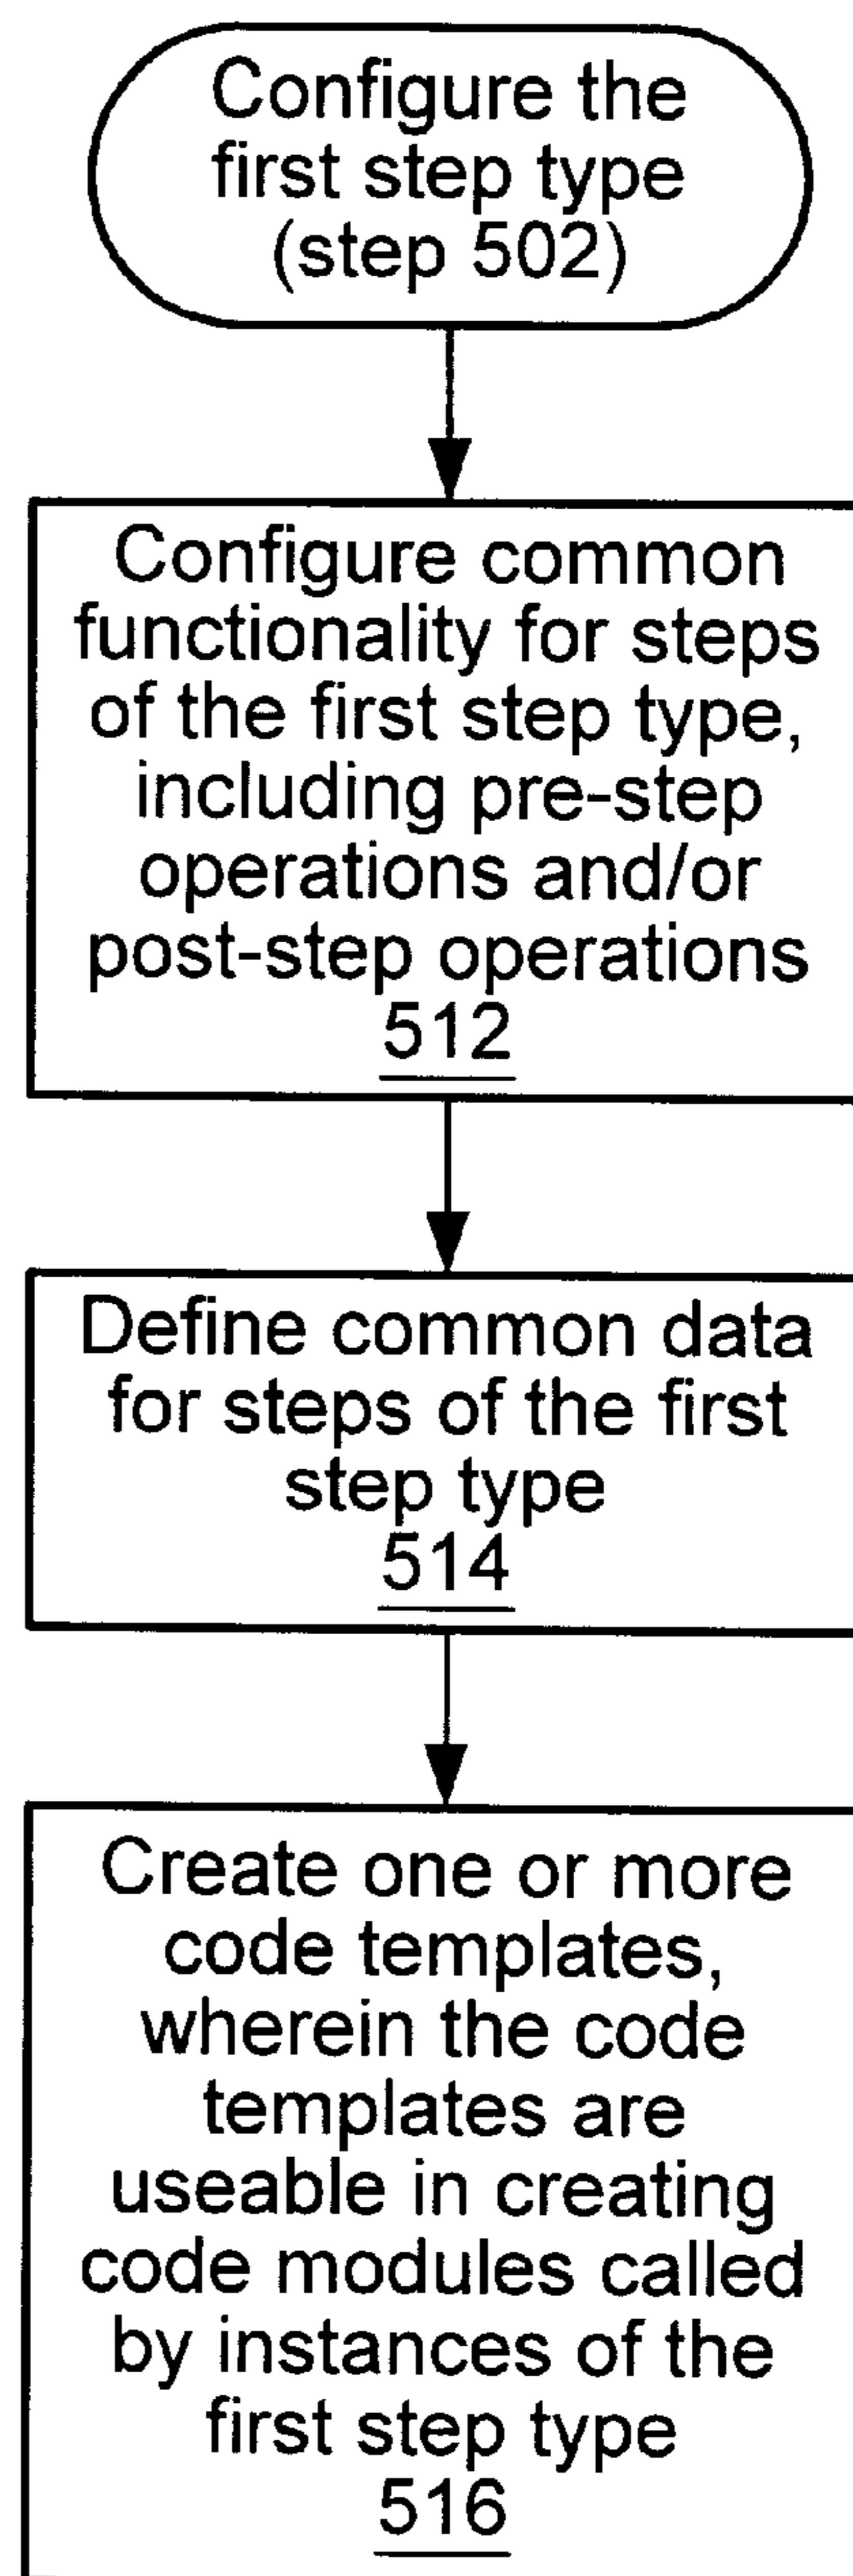 Configure the
first step type
(step 502)
Configure common
functionality for steps
of the first step type,
including pre-step
operations and/or
post-step operations
512
Define common data
for steps of the first
step type
514
Create one or more
code templates,
wherein the code
templates are
useable in creating
code modules called
by instances of the
first step type
516